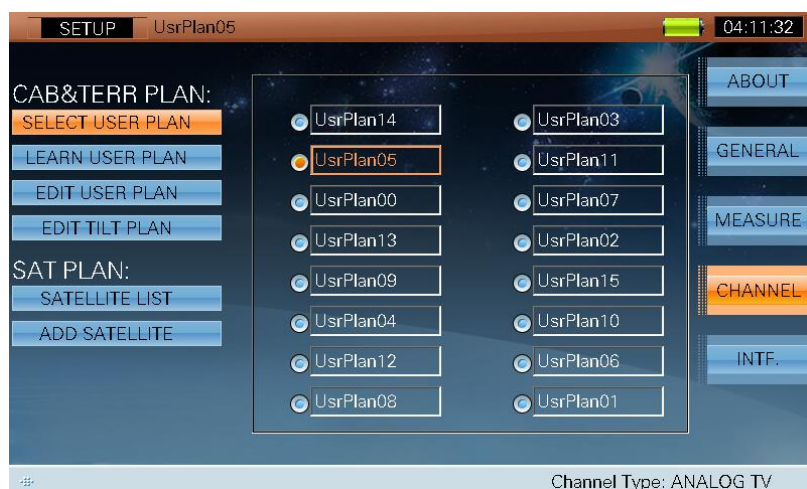 SETUP UsrPlan05 04:11:32
CAB&TERR PLAN:
SELECT USER PLAN
LEARN USER PLAN
EDIT USER PLAN
EDIT TILT PLAN
SAT PLAN:
SATELLITE LIST
ADD SATELLITE
UsrPlan14 UsrPlan03
UsrPlan05 UsrPlan11
UsrPlan00 UsrPlan07
UsrPlan13 UsrPlan02
UsrPlan09 UsrPlan15
UsrPlan04 UsrPlan10
UsrPlan12 UsrPlan06
UsrPlan08 UsrPlan01
ABOUT
GENERAL
MEASURE
CHANNEL
INTF.
Channel Type: ANALOG TV